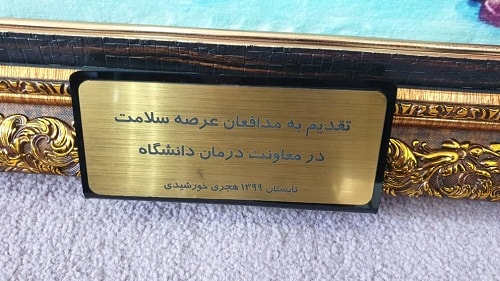 تقدیم به مدافعان عرصه سلامت
در معاونت درمان دانشگاه
تابستان ۱۳۹۹ هجری خورشیدی